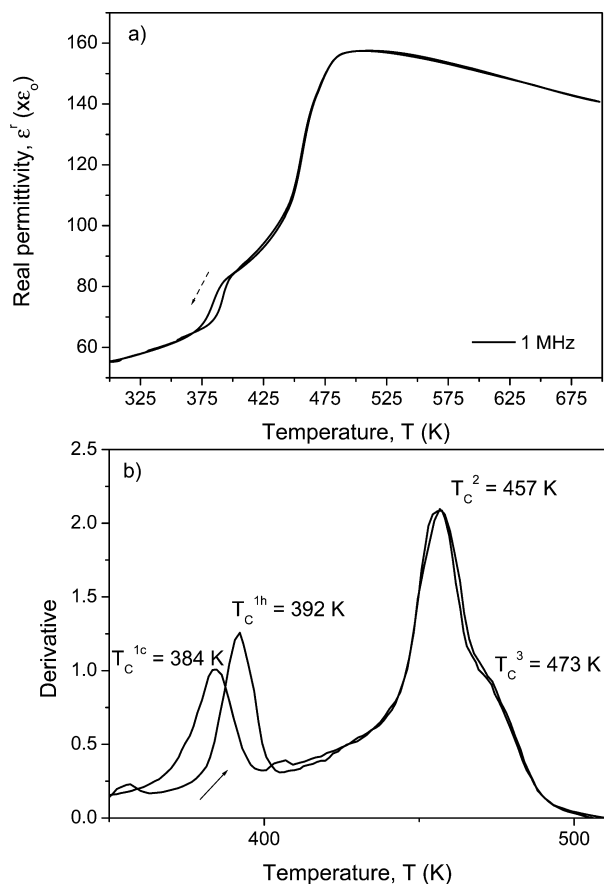 a)
Real permittivity, εʳ (xεₒ)
160
140
120
100
80
60
1 MHz
325 375 425 475 525 575 625 675
Temperature, T (K)
b)
Derivative
2.5
2.0
1.5
1.0
0.5
0.0
T_C^2 = 457 K
T_C^1h = 392 K
T_C^1c = 384 K
T_C^3 = 473 K
400 500
Temperature, T (K)